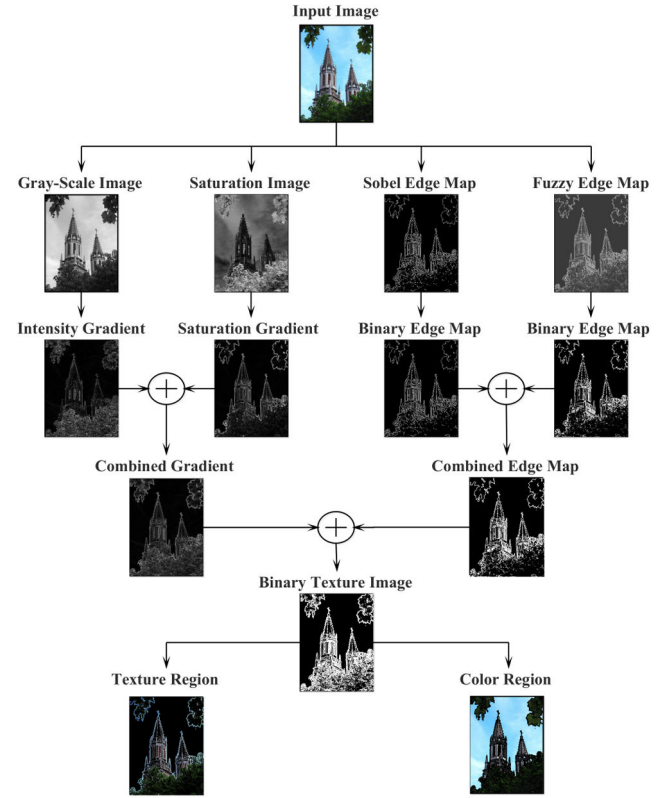 Input Image
Gray-Scale Image
Saturation Image
Sobel Edge Map
Fuzzy Edge Map
Intensity Gradient
Saturation Gradient
Binary Edge Map
Binary Edge Map
Combined Gradient
Combined Edge Map
Binary Texture Image
Texture Region
Color Region